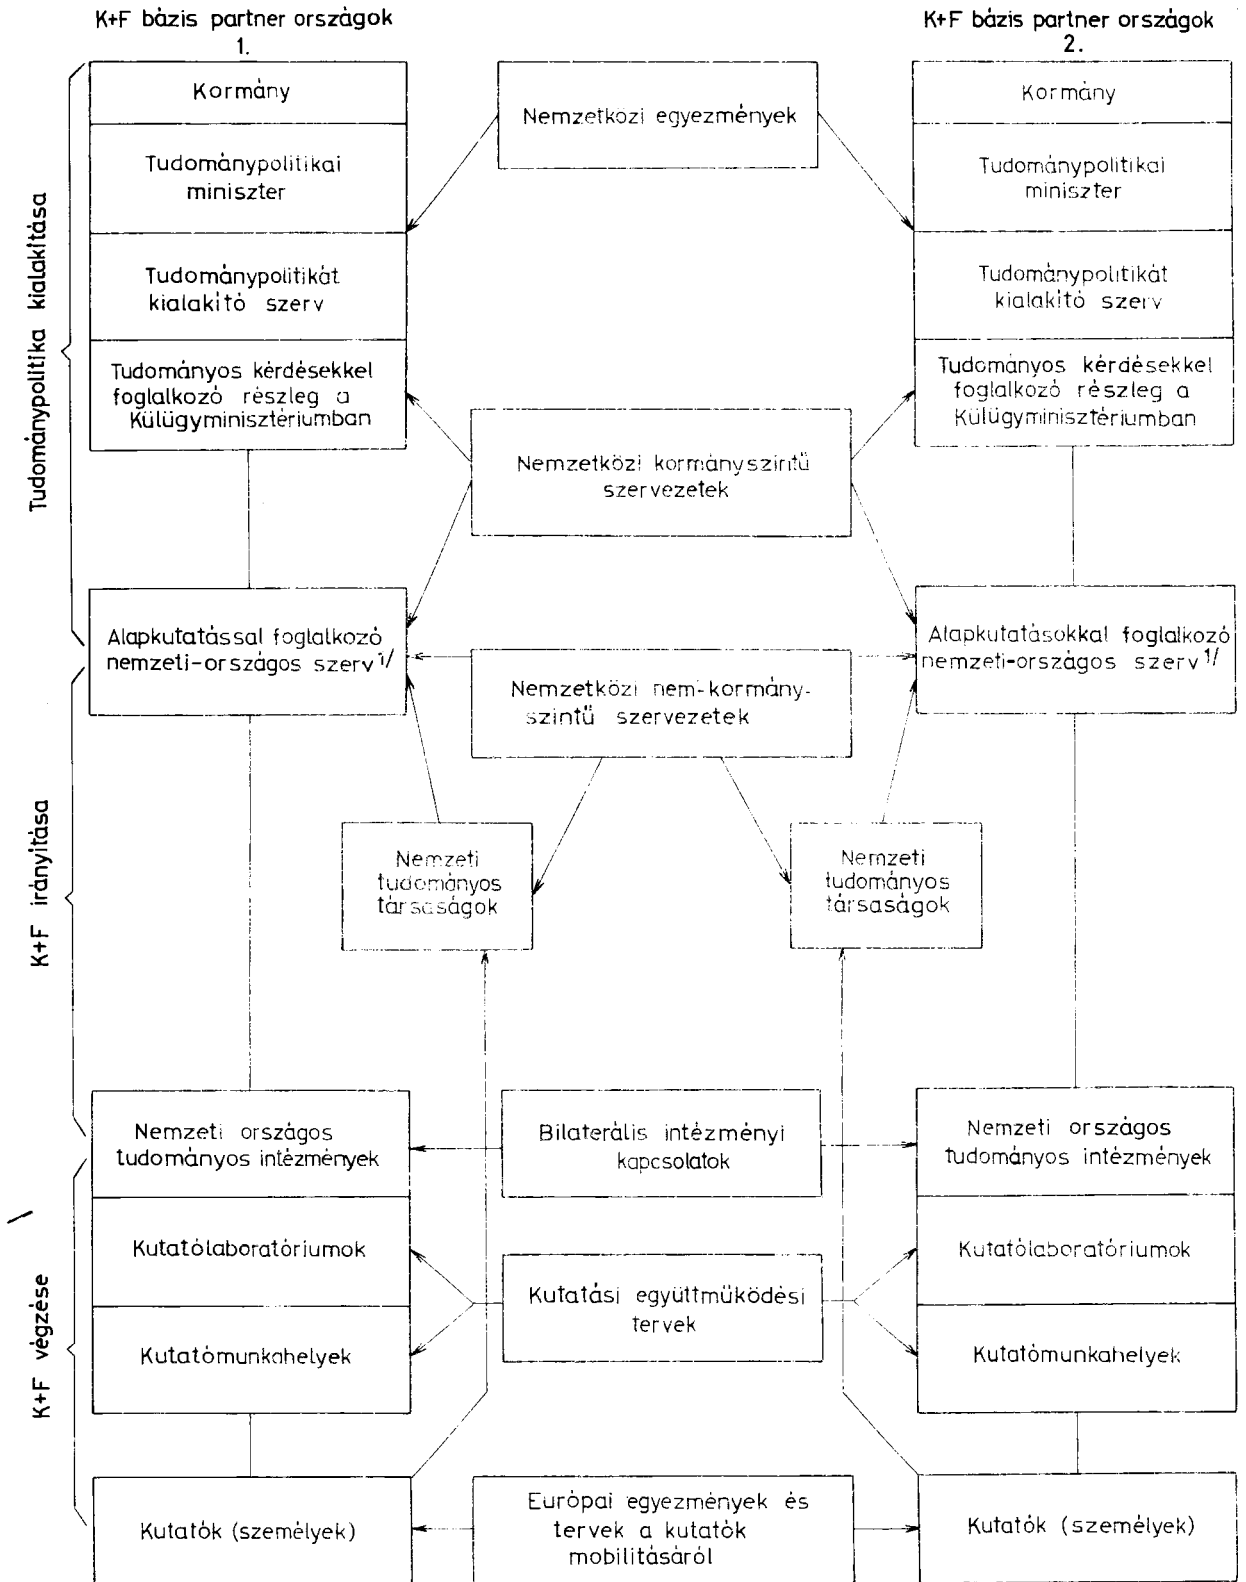 K+F bázis partner országok
1.
K+F bázis partner országok
2.
Tudománypolitika kialakítása
K+F irányítása
K+F végzése
Kormány
Tudománypolitikai
miniszter
Tudománypolitikát
kialakító szerv
Tudományos kérdésekkel
foglalkozó részleg a
Külügyminisztériumban
Alapkutatással foglalkozó
nemzeti-országos szerv 1/
Nemzetközi egyezmények
Nemzetközi kormányszintű
szervezetek
Nemzetközi nem-kormány-
szintű szervezetek
Kormány
Tudománypolitikai
miniszter
Tudománypolitikát
kialakító szerv
Tudományos kérdésekkel
foglalkozó részleg a
Külügyminisztériumban
Alapkutatásokkal foglalkozó
nemzeti-országos szerv 1/
Nemzeti
tudományos
társaságok
Nemzeti
tudományos
társaságok
Nemzeti országos
tudományos intézmények
Kutatólaboratóriumok
Kutatómunkahelyek
Kutatók (személyek)
Bilaterális intézményi
kapcsolatok
Kutatási együttműködési
tervek
Európai egyezmények és
tervek a kutatók
mobilitásáról
Nemzeti országos
tudományos intézmények
Kutatólaboratóriumok
Kutatómunkahelyek
Kutatók (személyek)